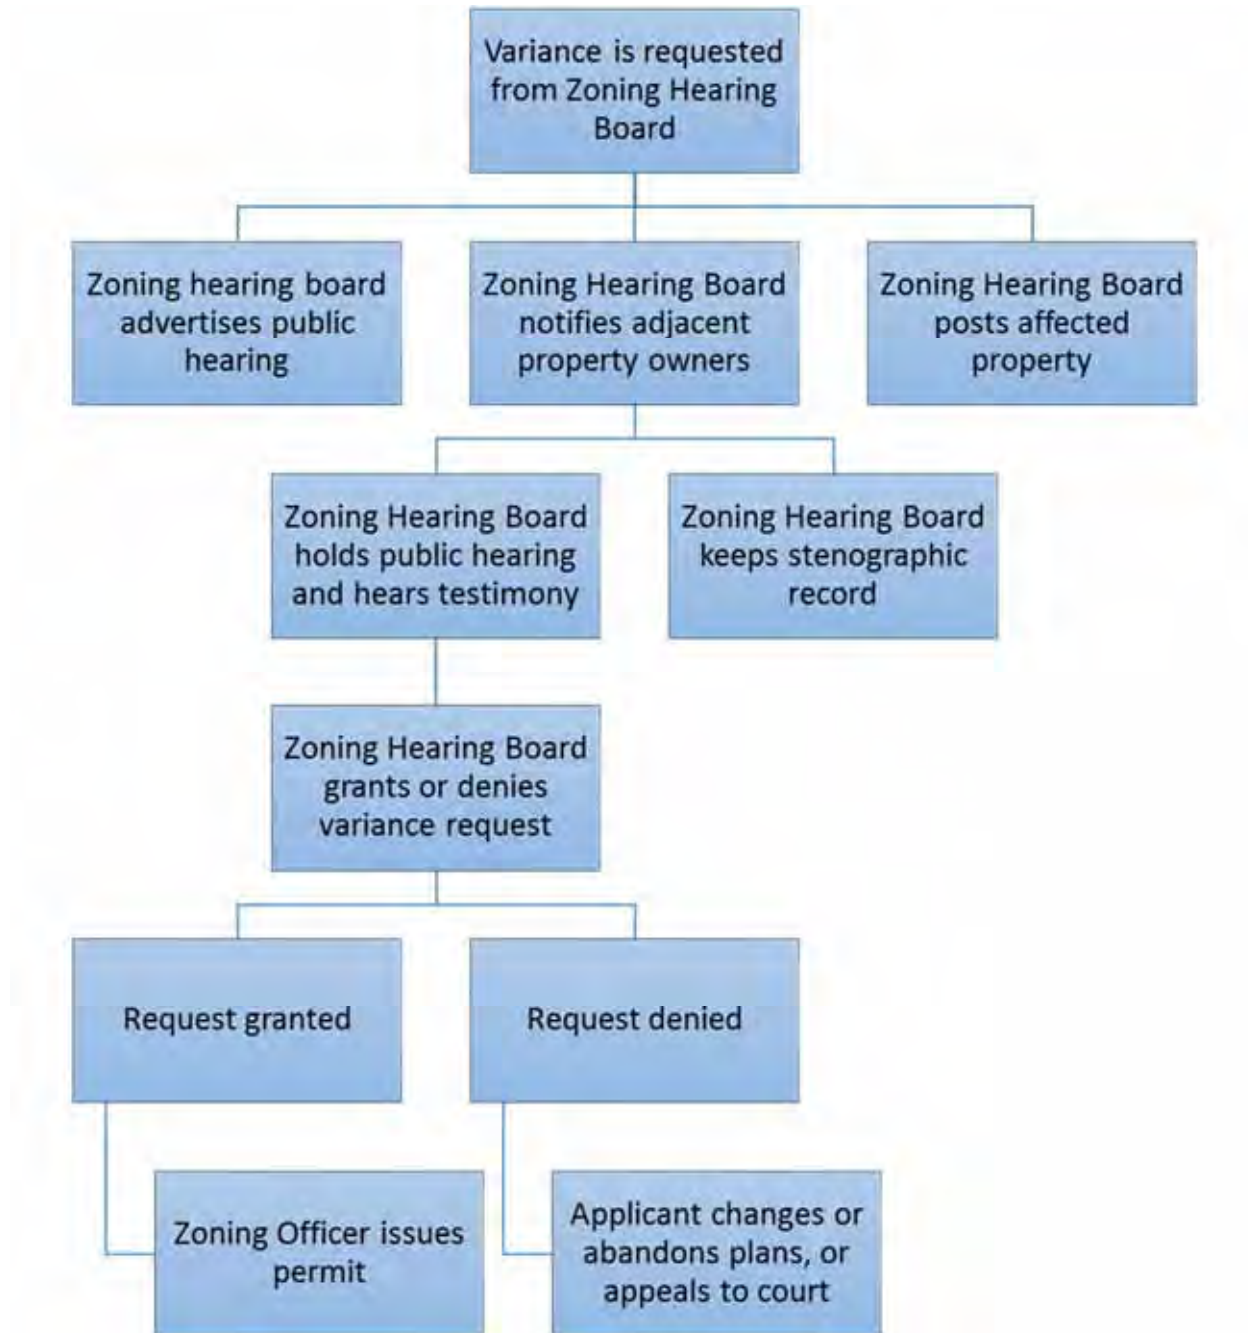 Variance is requested
from Zoning Hearing
Board
Zoning hearing board
advertises public
hearing
Zoning Hearing Board
notifies adjacent
property owners
Zoning Hearing Board
posts affected
property
Zoning Hearing Board
holds public hearing
and hears testimony
Zoning Hearing Board
keeps stenographic
record
Zoning Hearing Board
grants or denies
variance request
Request granted
Request denied
Zoning Officer issues
permit
Applicant changes or
abandons plans, or
appeals to court